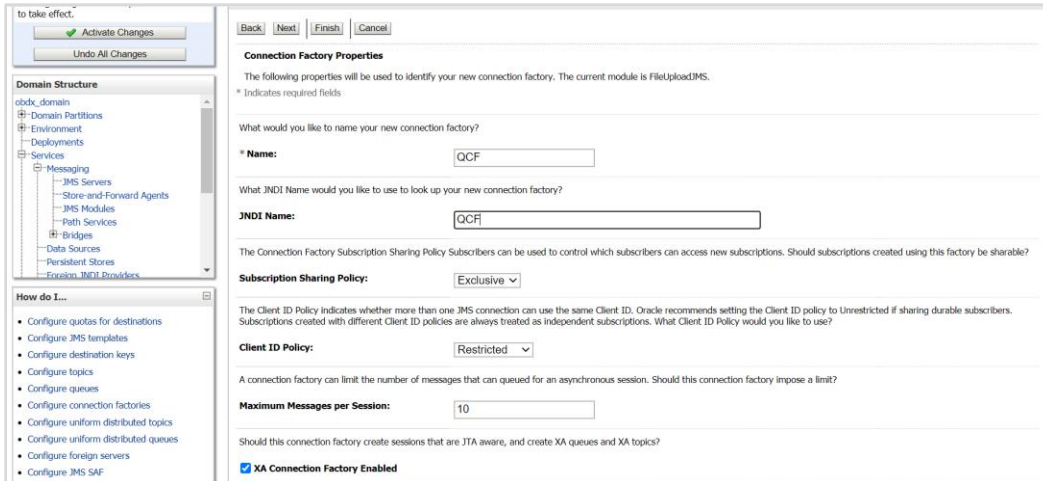 to take effect.
Activate Changes
Undo All Changes
Domain Structure
obdx_domain
Domain Partitions
Environment
Deployments
Services
Messaging
JMS Servers
Store-and-Forward Agents
JMS Modules
Path Services
Bridges
Data Sources
Persistent Stores
Foreign JNDI Providers
How do I...
Configure quotas for destinations
Configure JMS templates
Configure destination keys
Configure topics
Configure queues
Configure connection factories
Configure uniform distributed topics
Configure uniform distributed queues
Configure foreign servers
Configure JMS SAF
Back Next Finish Cancel
Connection Factory Properties
The following properties will be used to identify your new connection factory. The current module is FileUploadJMS.
* Indicates required fields
What would you like to name your new connection factory?
* Name: QCF
What JNDI Name would you like to use to look up your new connection factory?
JNDI Name: QCF
The Connection Factory Subscription Sharing Policy Subscribers can be used to control which subscribers can access new subscriptions. Should subscriptions created using this factory be sharable?
Subscription Sharing Policy: Exclusive
The Client ID Policy indicates whether more than one JMS connection can use the same Client ID. Oracle recommends setting the Client ID policy to Unrestricted if sharing durable subscribers.
Subscriptions created with different Client ID policies are always treated as independent subscriptions. What Client ID Policy would you like to use?
Client ID Policy: Restricted
A connection factory can limit the number of messages that can queued for an asynchronous session. Should this connection factory impose a limit?
Maximum Messages per Session: 10
Should this connection factory create sessions that are JTA aware, and create XA queues and XA topics?
XA Connection Factory Enabled